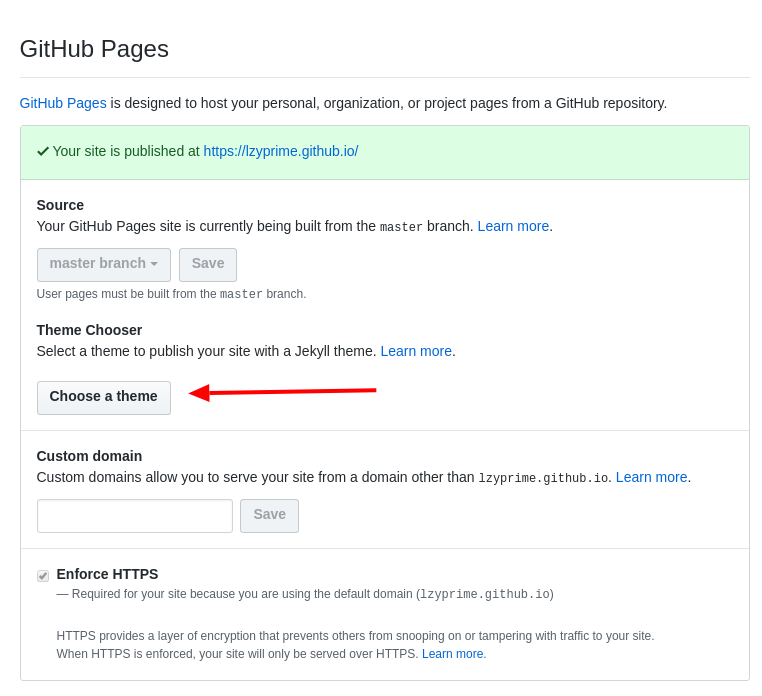 GitHub Pages
GitHub Pages is designed to host your personal, organization, or project pages from a GitHub repository.
Your site is published at https://lzyprime.github.io/
Source
Your GitHub Pages site is currently being built from the master branch. Learn more.
master branch Save
User pages must be built from the master branch.
Theme Chooser
Select a theme to publish your site with a Jekyll theme. Learn more.
Choose a theme
Custom domain
Custom domains allow you to serve your site from a domain other than lzyprime.github.io. Learn more.
Save
Enforce HTTPS
— Required for your site because you are using the default domain (lzyprime.github.io)
HTTPS provides a layer of encryption that prevents others from snooping on or tampering with traffic to your site.
When HTTPS is enforced, your site will only be served over HTTPS. Learn more.